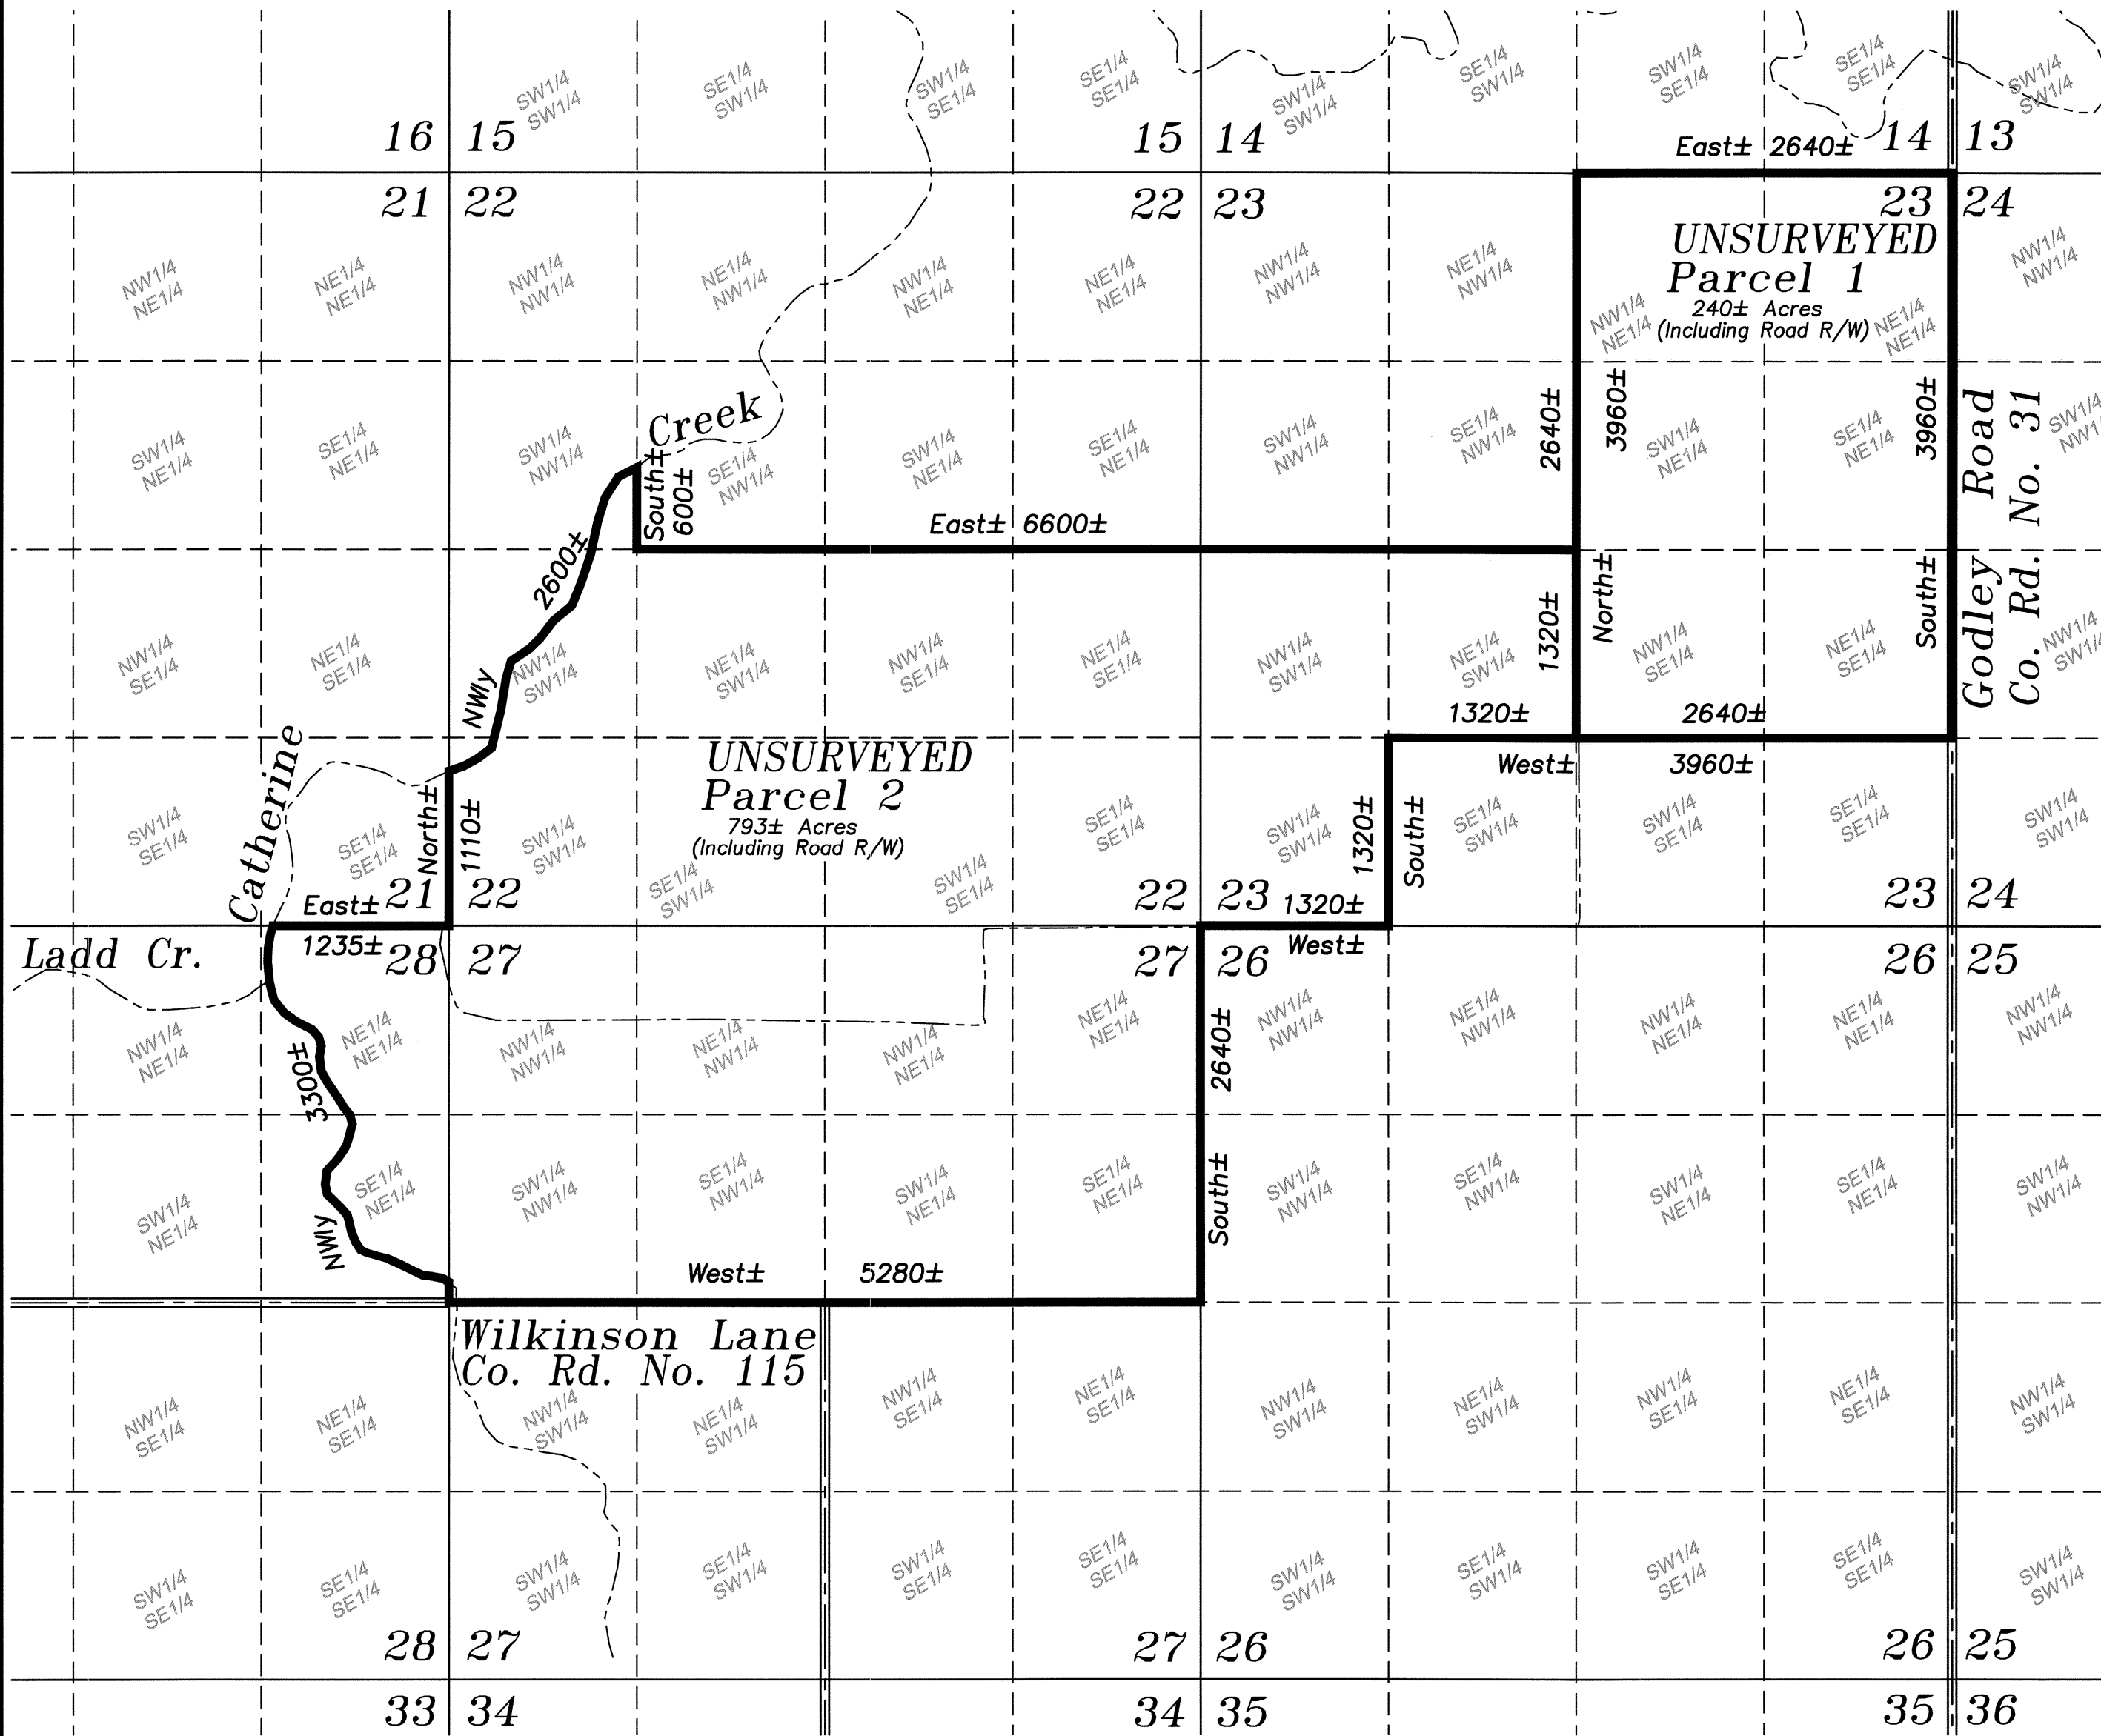 SW1/4
SW1/4
SE1/4
SW1/4
SW1/4
SE1/4
SE1/4
SE1/4
SW1/4
SW1/4
SE1/4
SW1/4
SW1/4
SE1/4
SE1/4
SE1/4
SW1/4
SW1/4
16 15
15 14
East± 2640±
14 13
21 22
22 23
23 24
UNSURVEYED
Parcel 1
240± Acres
(Including Road R/W)
NW1/4
NE1/4
NE1/4
NE1/4
NW1/4
NW1/4
NE1/4
NW1/4
NW1/4
NE1/4
NE1/4
NE1/4
NW1/4
NW1/4
NE1/4
NW1/4
NW1/4
NE1/4
NE1/4
NE1/4
NW1/4
NW1/4
Creek
South±
600±
2640±
3960±
3960±
Godley Road
Co. Rd. No. 31
SW1/4
NE1/4
SE1/4
NE1/4
SW1/4
NW1/4
SE1/4
NW1/4
SW1/4
NE1/4
SE1/4
NE1/4
SW1/4
NW1/4
SE1/4
NW1/4
SW1/4
NE1/4
SE1/4
NE1/4
SW1/4
NW1/
East± 6600±
2600±
NWly
1320±
North±
South±
NW1/4
SE1/4
NE1/4
SE1/4
NW1/4
SW1/4
NE1/4
SW1/4
NW1/4
SE1/4
NE1/4
SE1/4
NW1/4
SW1/4
NE1/4
SW1/4
NW1/4
SE1/4
NE1/4
SE1/4
NW1/4
SW1/
1320±
2640±
West±
3960±
UNSURVEYED
Parcel 2
793± Acres
(Including Road R/W)
Catherine
North±
1110±
1320±
South±
SW1/4
SE1/4
SE1/4
SE1/4
SW1/4
SW1/4
SE1/4
SW1/4
SW1/4
SE1/4
SE1/4
SE1/4
SW1/4
SW1/4
SE1/4
SW1/4
SW1/4
SE1/4
SE1/4
SE1/4
SW1/4
SW1/4
East±
21 22
22 23
1320±
23 24
Ladd Cr.
1235±
28 27
27 26
West±
26 25
NW1/4
NE1/4
NE1/4
NE1/4
NW1/4
NW1/4
NE1/4
NW1/4
NW1/4
NE1/4
NE1/4
NE1/4
NW1/4
NW1/4
NE1/4
NW1/4
NW1/4
NE1/4
NE1/4
NE1/4
NW1/4
NW1/4
3300±
NWly
2640±
South±
SW1/4
NE1/4
SE1/4
NE1/4
SW1/4
NW1/4
SE1/4
NW1/4
SW1/4
NE1/4
SE1/4
NE1/4
SW1/4
NW1/4
SE1/4
NW1/4
SW1/4
NE1/4
SE1/4
NE1/4
SW1/4
NW1/4
West± 5280±
Wilkinson Lane
Co. Rd. No. 115
NW1/4
SE1/4
NE1/4
SE1/4
NW1/4
SW1/4
NE1/4
SW1/4
NW1/4
SE1/4
NE1/4
SE1/4
NW1/4
SW1/4
NE1/4
SW1/4
NW1/4
SE1/4
NE1/4
SE1/4
NW1/4
SW1/4
SW1/4
SE1/4
SE1/4
SE1/4
SW1/4
SW1/4
SE1/4
SW1/4
SW1/4
SE1/4
SE1/4
SE1/4
SW1/4
SW1/4
SE1/4
SW1/4
SW1/4
SE1/4
SE1/4
SE1/4
SW1/4
SW1/4
28 27
27 26
26 25
33 34
34 35
35 36